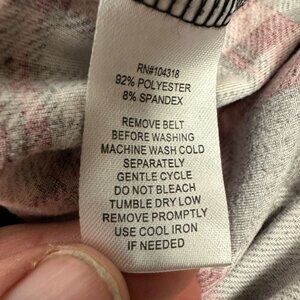 RN#104318
92% POLYESTER
8% SPANDEX
REMOVE BELT
BEFORE WASHING
MACHINE WASH COLD
SEPARATELY
GENTLE CYCLE
DO NOT BLEACH
TUMBLE DRY LOW
REMOVE PROMPTLY
USE COOL IRON
IF NEEDED